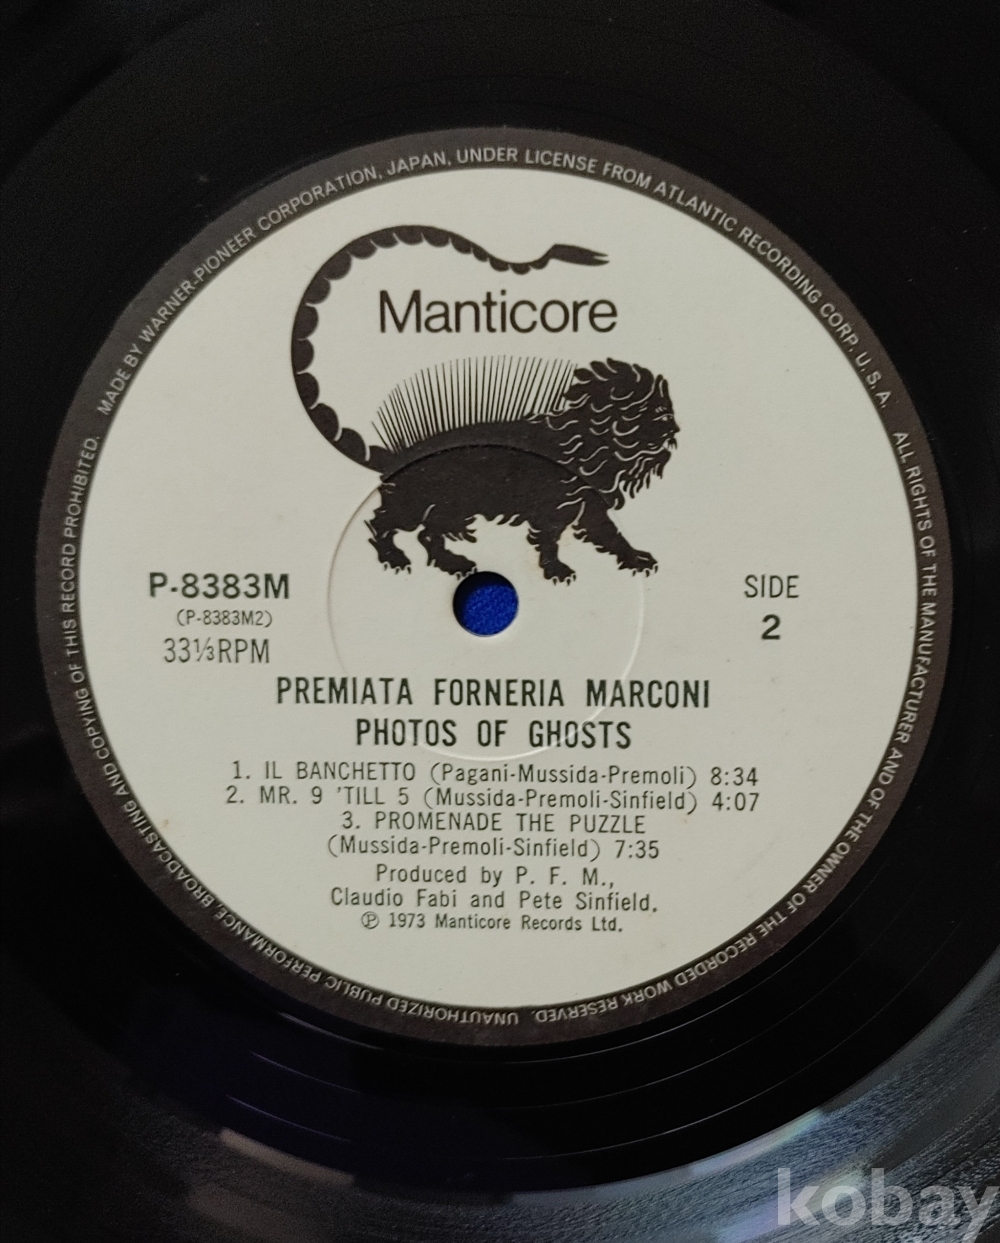 MADE BY WARNER-PIONEER CORPORATION, JAPAN, UNDER LICENSE FROM ATLANTIC RECORDING CORP. U.S.A.
ALL RIGHTS OF THE MANUFACTURER AND OF THE OWNER OF THE RECORDED WORK RESERVED.
UNAUTHORIZED PUBLIC PERFORMANCE, BROADCASTING AND COPYING OF THIS RECORD PROHIBITED.
Manticore
P-8383M
(P-8383M2)
33⅓RPM
SIDE
2
PREMIATA FORNERIA MARCONI
PHOTOS OF GHOSTS
1. IL BANCHETTO (Pagani-Mussida-Premoli) 8:34
2. MR. 9 'TILL 5 (Mussida-Premoli-Sinfield) 4:07
3. PROMENADE THE PUZZLE
(Mussida-Premoli-Sinfield) 7:35
Produced by P. F. M.,
Claudio Fabi and Pete Sinfield.
℗ 1973 Manticore Records Ltd.
kobay